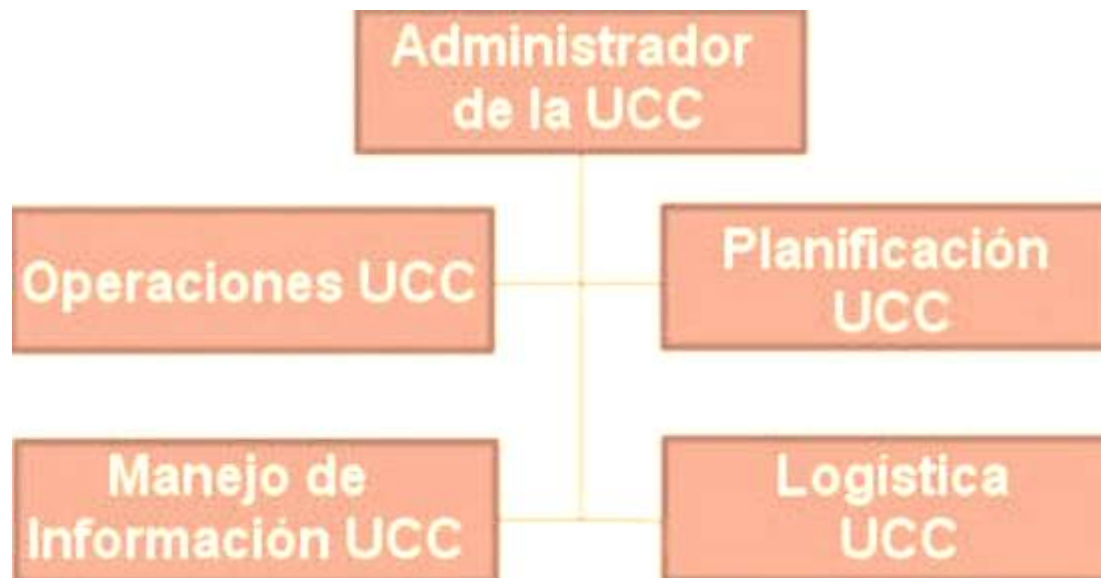 Administrador
de la UCC
Operaciones UCC
Planificación
UCC
Manejo de
Información UCC
Logística
UCC